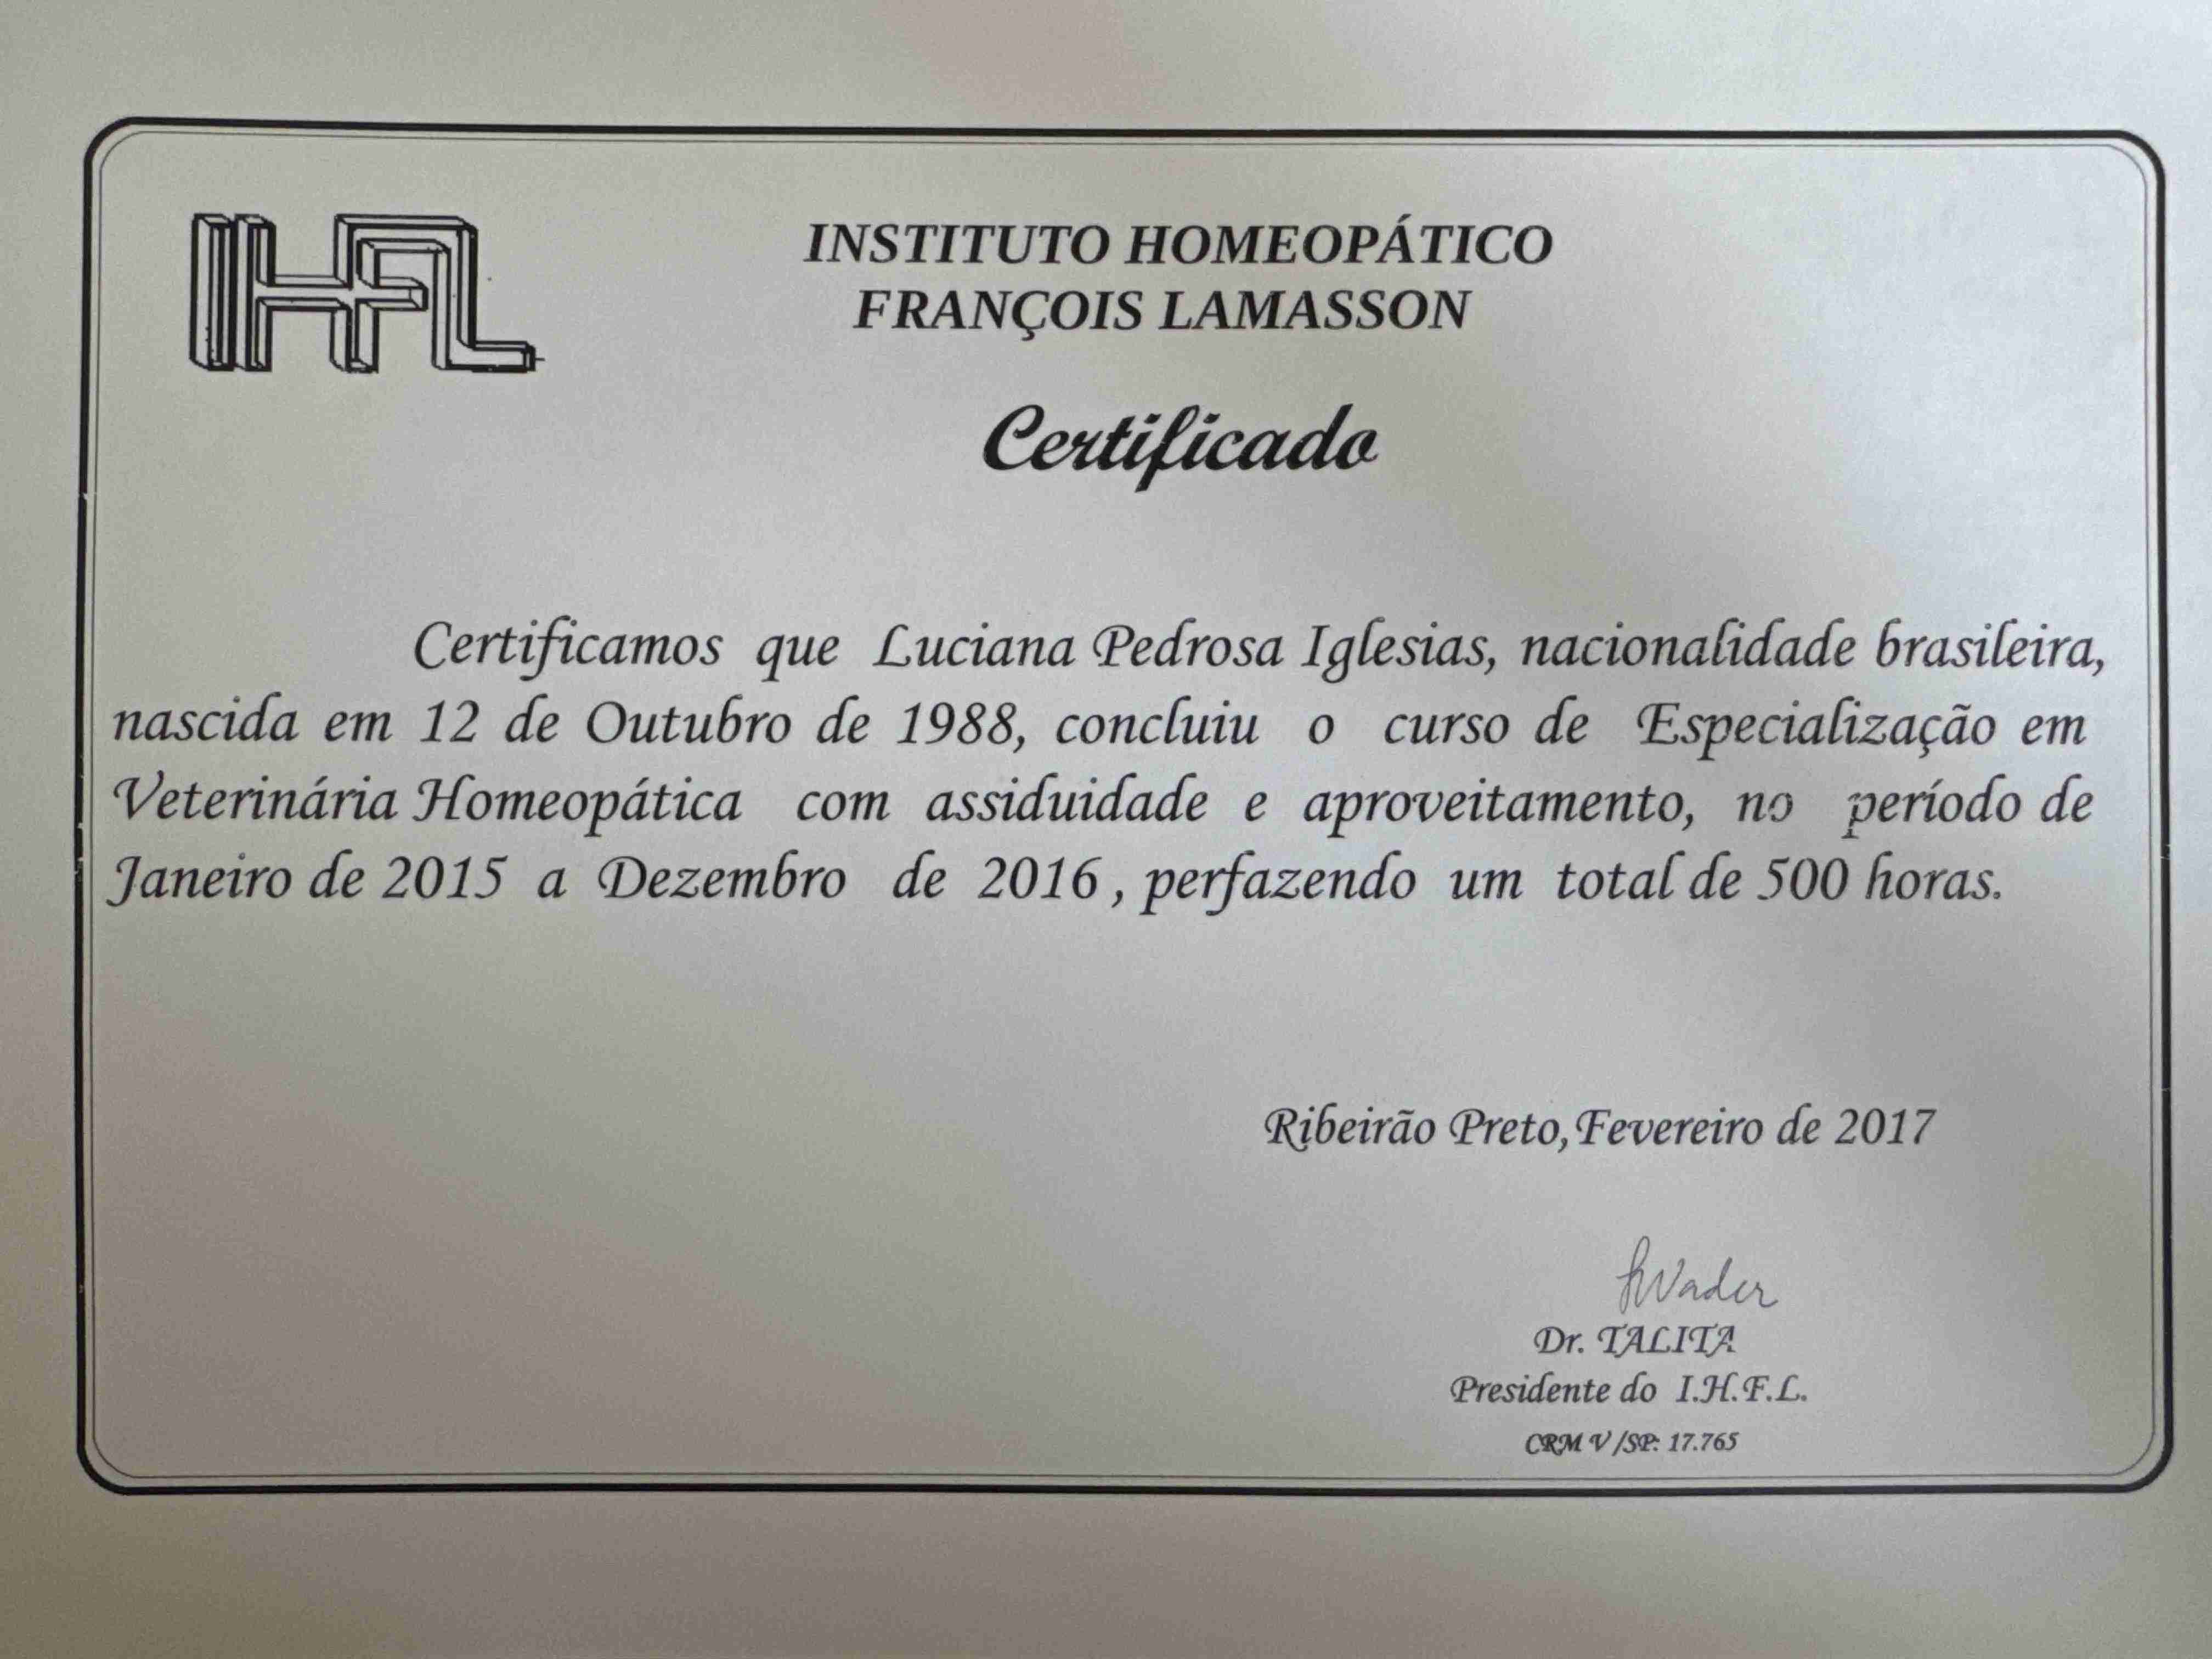 IHFL
INSTITUTO HOMEOPÁTICO
FRANÇOIS LAMASSON
Certificado
Certificamos que Luciana Pedrosa Iglesias, nacionalidade brasileira,
nascida em 12 de Outubro de 1988, concluiu o curso de Especialização em
Veterinária Homeopática com assiduidade e aproveitamento, no período de
Janeiro de 2015 a Dezembro de 2016, perfazendo um total de 500 horas.
Ribeirão Preto, Fevereiro de 2017
Dr. TALITA
Presidente do I.H.F.L.
CRM V /SP: 17.765